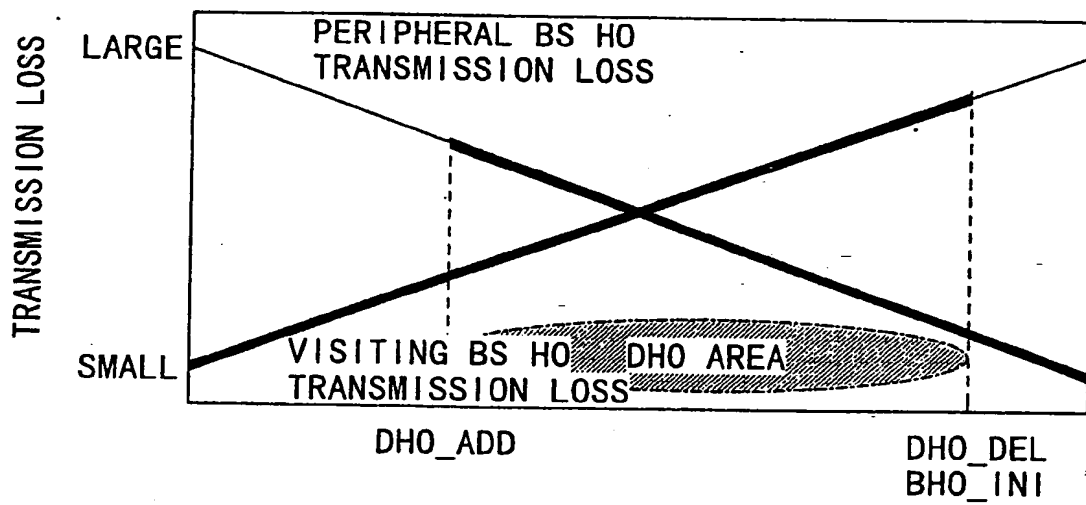 PERIPHERAL BS HO
TRANSMISSION LOSS
LARGE
TRANSMISSION LOSS
SMALL
VISITING BS HO
TRANSMISSION LOSS
DHO AREA
DHO_ADD
DHO_DEL
BHO_INI